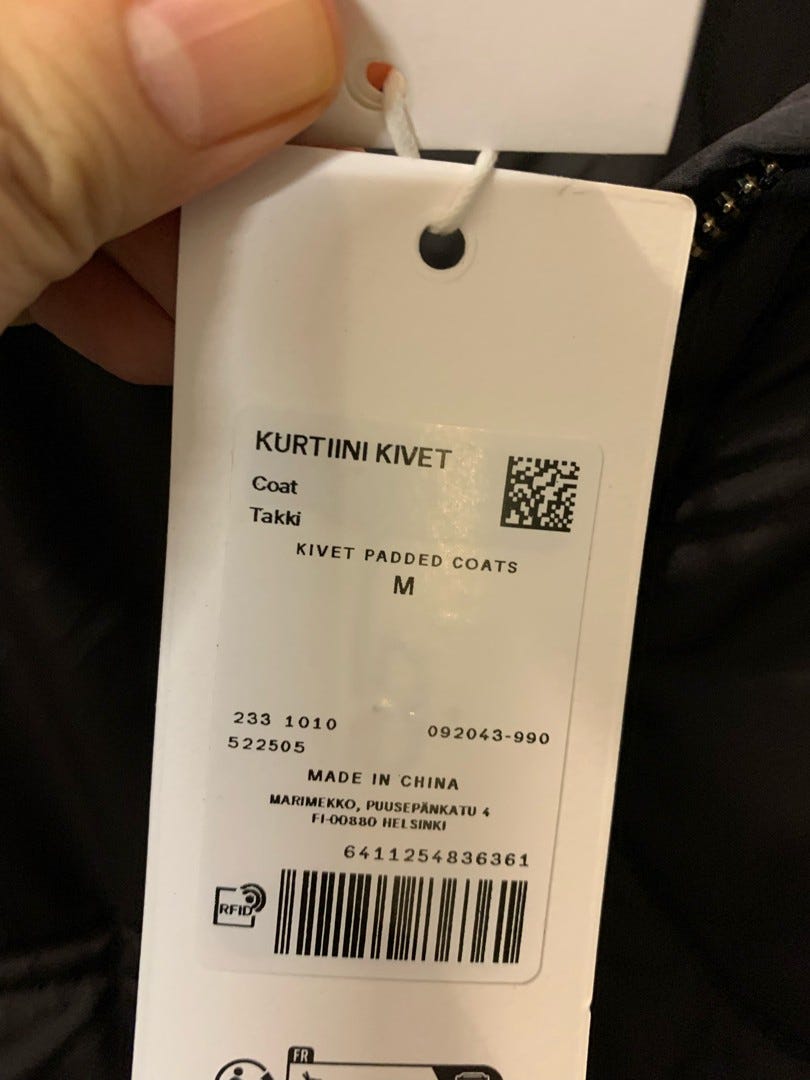 KURTIINI KIVET
Coat
Takki
KIVET PADDED COATS
M
233 1010
092043-990
522505
MADE IN CHINA
MARIMEKKO, PUUSEPÄNKATU 4
FI-00880 HELSINKI
6411254836361
RFID
FR